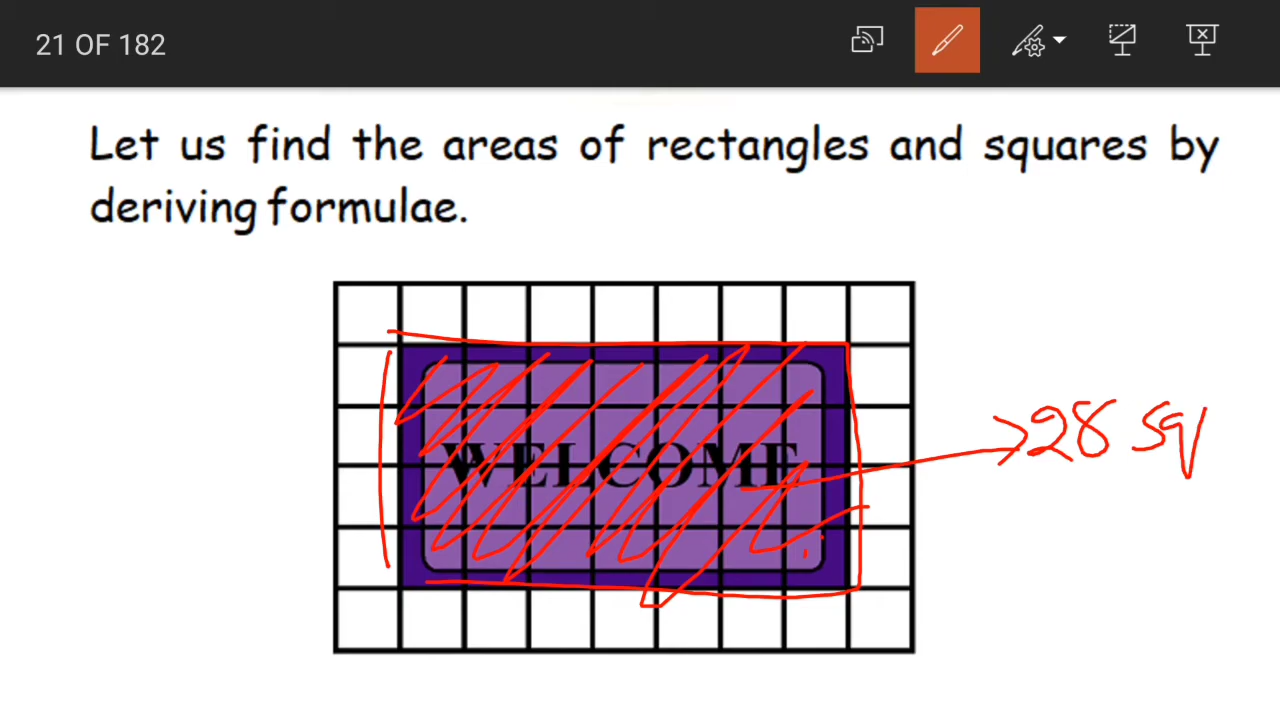 21 OF 182
Let us find the areas of rectangles and squares by
deriving formulae.
WELCOME
28 sq